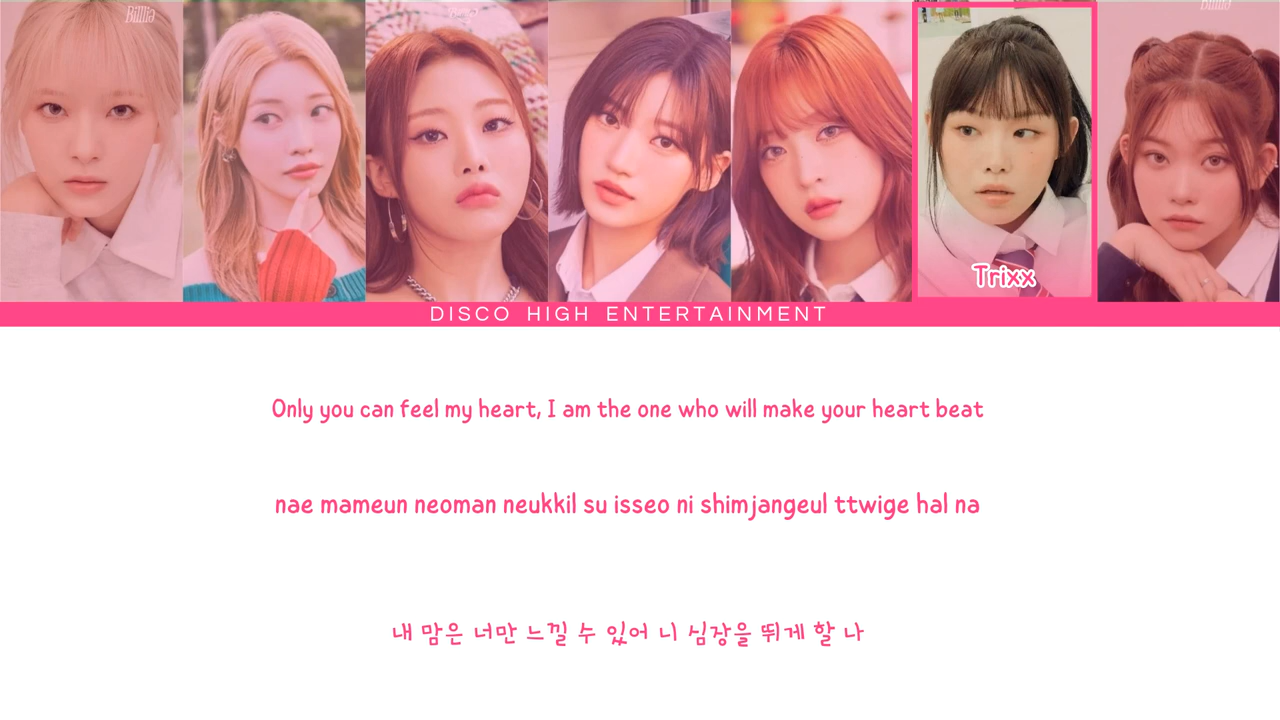 Billlie
Billlie
Trixx
DISCO HIGH ENTERTAINMENT
Only you can feel my heart, I am the one who will make your heart beat
nae mameun neoman neukkil su isseo ni shimjangeul ttwige hal na
내 맘은 너만 느낄 수 있어 니 심장을 뛰게 할 나